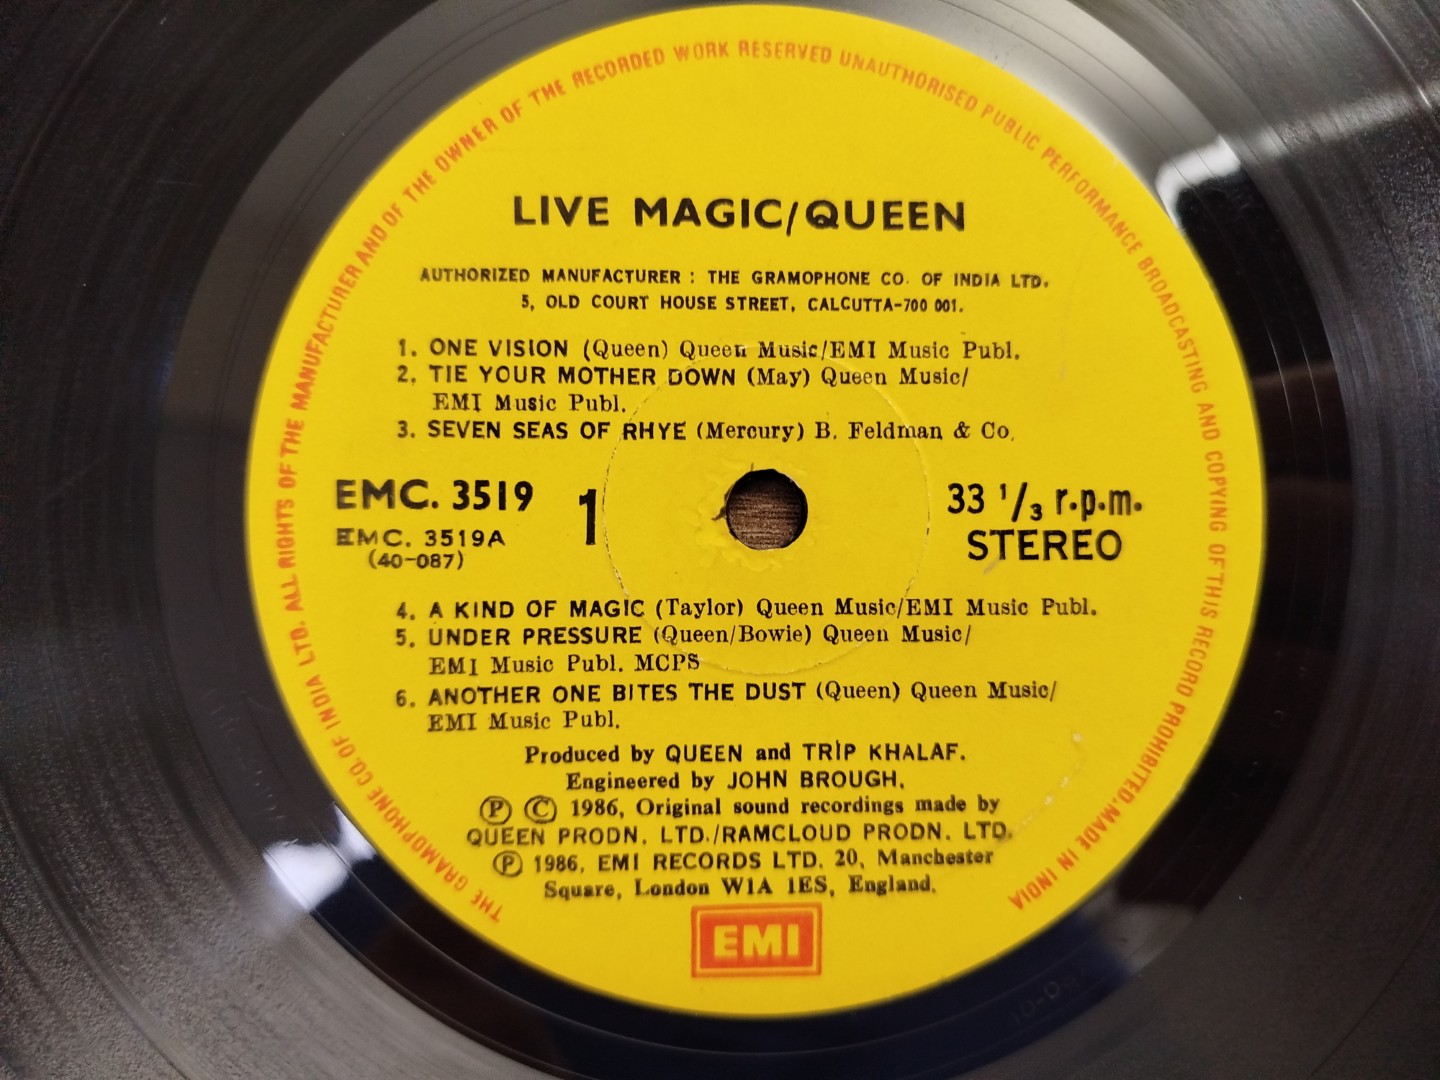 THE GRAMOPHONE CO. OF INDIA LTD. ALL RIGHTS OF THE MANUFACTURER AND OF THE OWNER OF THE RECORDED WORK RESERVED UNAUTHORISED PUBLIC PERFORMANCE BROADCASTING AND COPYING OF THIS RECORD PROHIBITED. MADE IN INDIA
LIVE MAGIC/QUEEN
AUTHORIZED MANUFACTURER : THE GRAMOPHONE CO. OF INDIA LTD.
5, OLD COURT HOUSE STREET, CALCUTTA-700 001.
1. ONE VISION (Queen) Queen Music/EMI Music Publ.
2. TIE YOUR MOTHER DOWN (May) Queen Music/
EMI Music Publ.
3. SEVEN SEAS OF RHYE (Mercury) B. Feldman & Co.
EMC. 3519
EMC. 3519A
(40-087)
1
33 1/3 r.p.m.
STEREO
4. A KIND OF MAGIC (Taylor) Queen Music/EMI Music Publ.
5. UNDER PRESSURE (Queen/Bowie) Queen Music/
EMI Music Publ. MCPS
6. ANOTHER ONE BITES THE DUST (Queen) Queen Music/
EMI Music Publ.
Produced by QUEEN and TRIP KHALAF.
Engineered by JOHN BROUGH.
Ⓟ Ⓒ 1986, Original sound recordings made by
QUEEN PRODN. LTD./RAMCLOUD PRODN. LTD.
Ⓟ 1986, EMI RECORDS LTD. 20, Manchester
Square, London W1A 1ES, England.
EMI